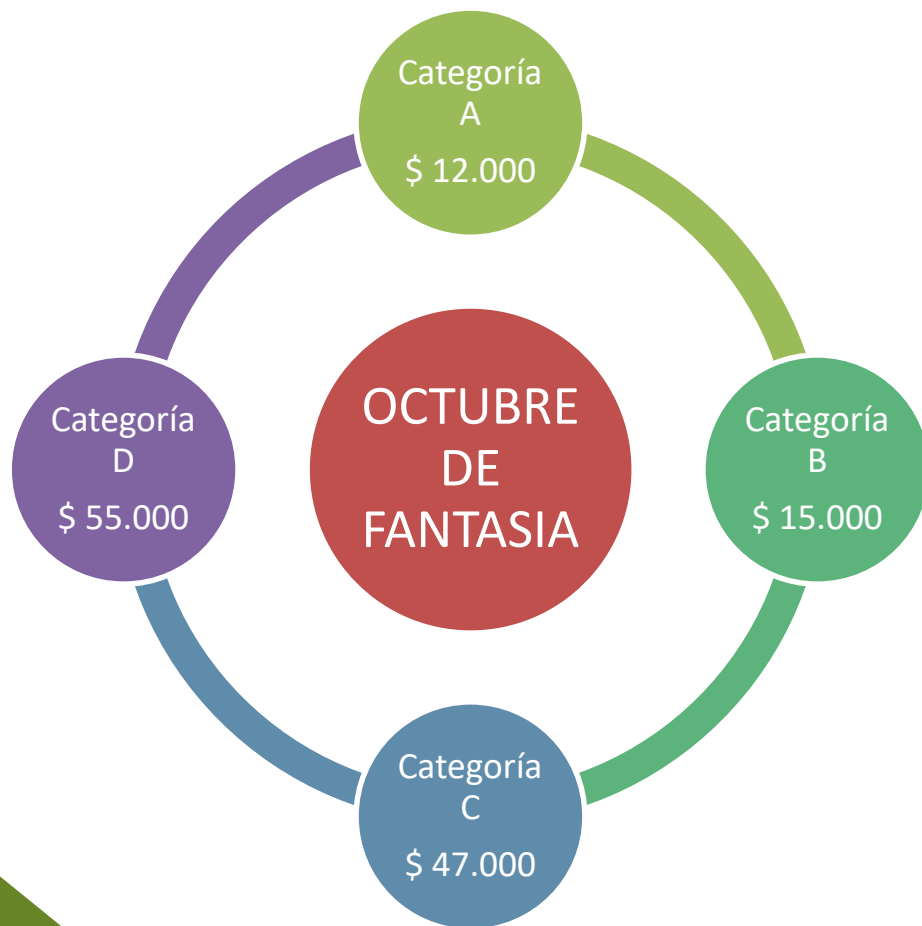 Categoría
A
$ 12.000
OCTUBRE
DE
FANTASIA
Categoría
D
$ 55.000
Categoría
B
$ 15.000
Categoría
C
$ 47.000